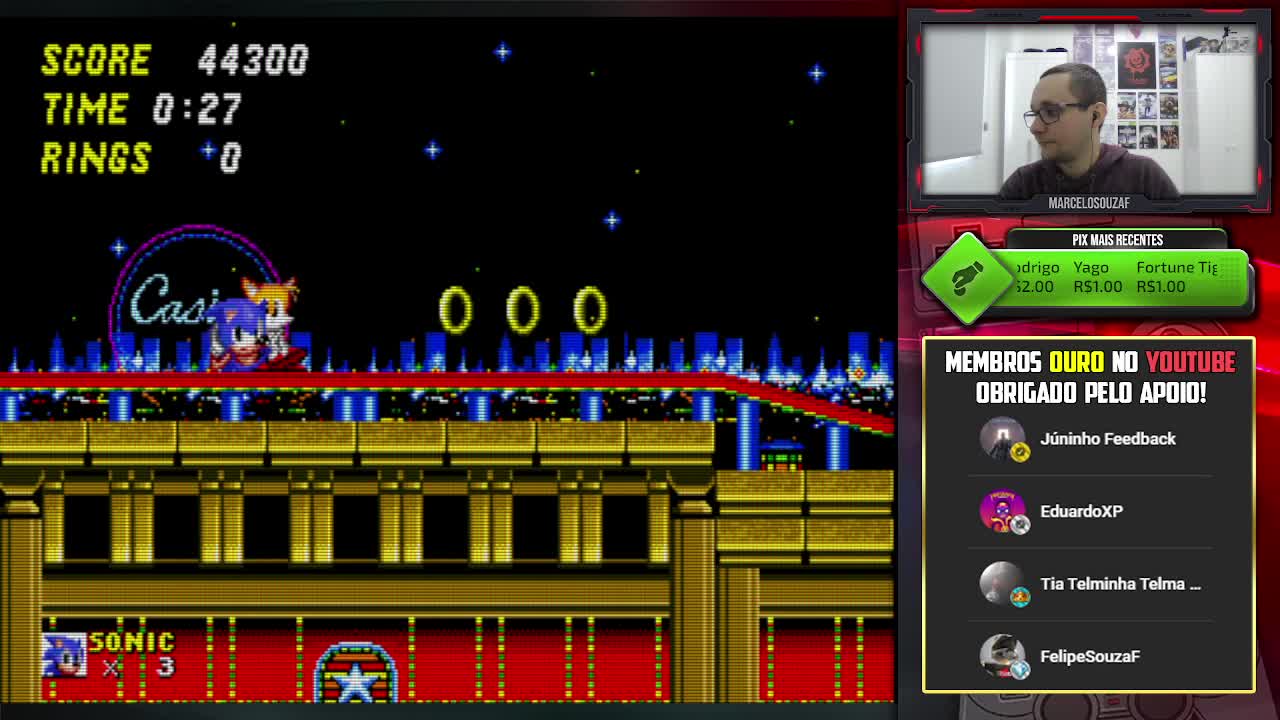 SCORE 44300
TIME 0:27
RINGS 0
SONIC
X 3
MARCELOSOUZAF
PIX MAIS RECENTES
odrigo Yago Fortune Tig
$2.00 R$1.00 R$1.00
MEMBROS OURO NO YOUTUBE
OBRIGADO PELO APOIO!
Júninho Feedback
EduardoXP
Tia Telminha Telma ...
FelipeSouzaF